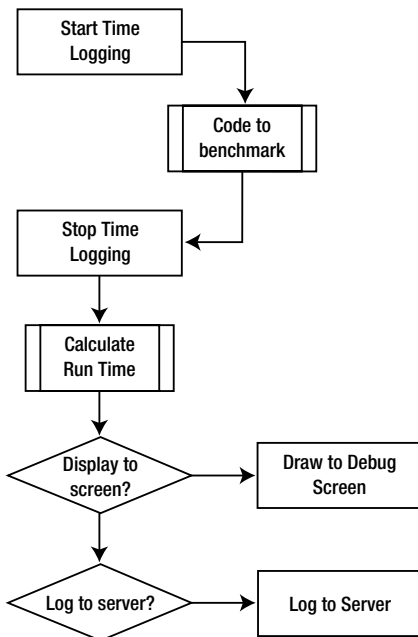 Start Time
Logging
Code to
benchmark
Stop Time
Logging
Calculate
Run Time
Display to
screen?
Draw to Debug
Screen
Log to server?
Log to Server